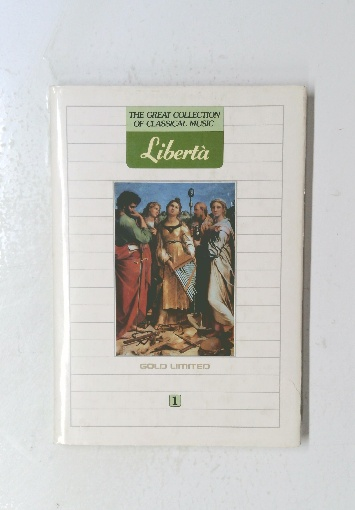 THE GREAT COLLECTION
OF CLASSICAL MUSIC
Libertà
GOLD LIMITED
1